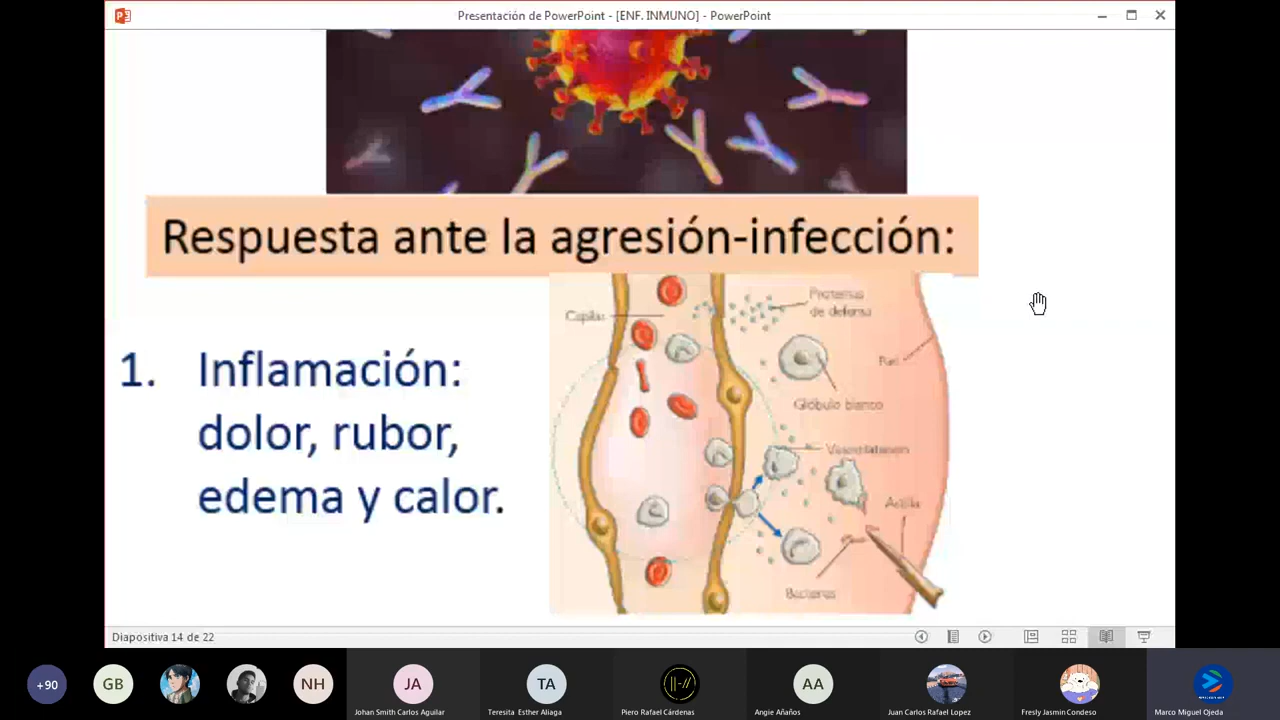 Presentación de PowerPoint - [ENF. INMUNO] - PowerPoint
Respuesta ante la agresión-infección:
1. Inflamación:
dolor, rubor,
edema y calor.
Capilar
Proteínas
de defensa
Piel
Glóbulo blanco
Vasodilatación
Astilla
Bacterias
Diapositiva 14 de 22
+90
GB
NH
JA
TA
AA
Johan Smith Carlos Aguilar
Teresita Esther Aliaga
Piero Rafael Cárdenas
Angie Añaños
Juan Carlos Rafael Lopez
Fresly Jasmin Condeso
Marco Miguel Ojeda